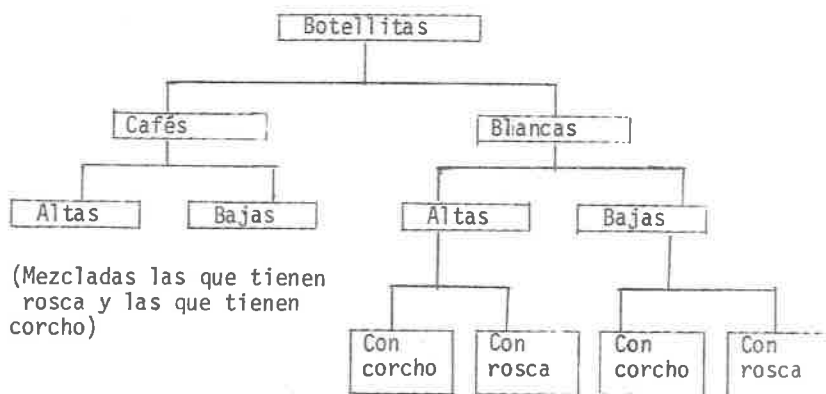 Botellitas
Cafés
Blancas
Altas
Bajas
Altas
Bajas
(Mezcladas las que tienen
rosca y las que tienen
corcho)
Con
corcho
Con
rosca
Con
corcho
Con
rosca